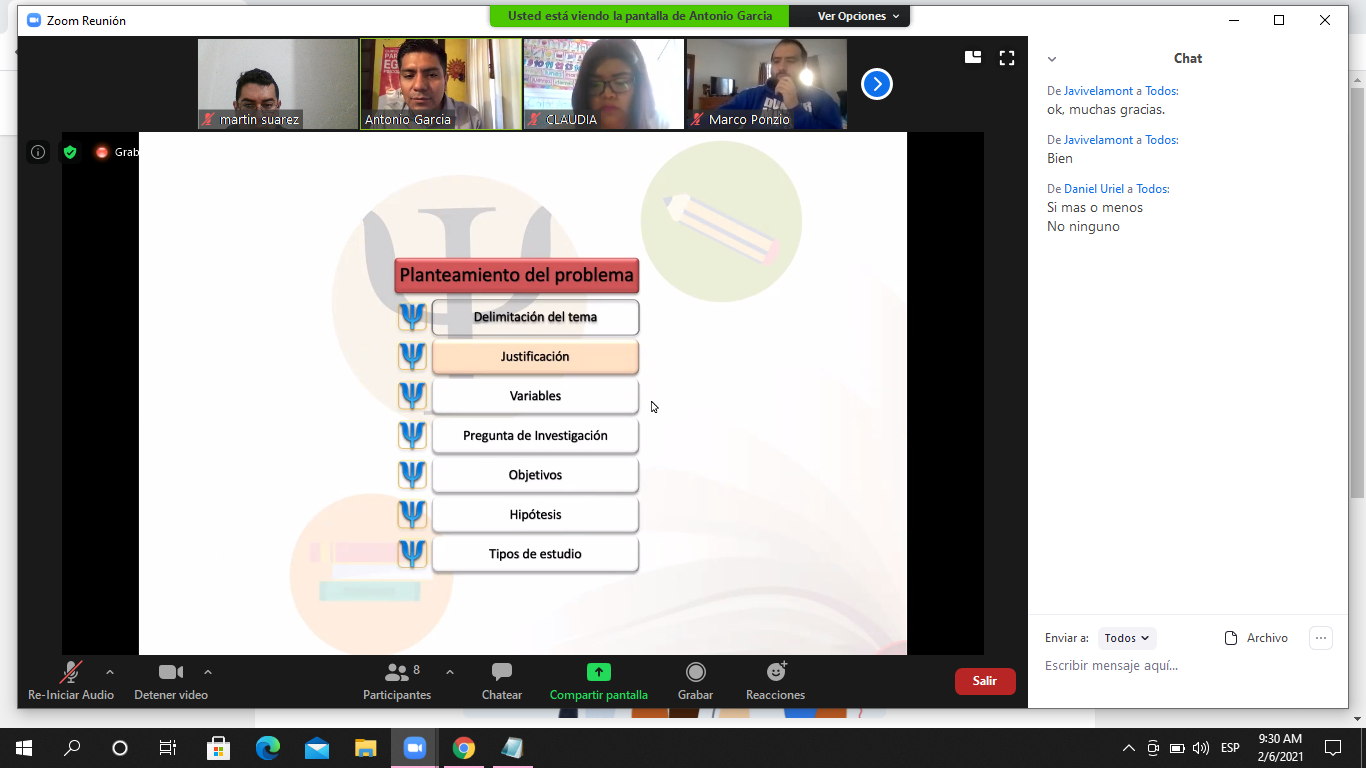 Zoom Reunión
Usted está viendo la pantalla de Antonio Garcia
Ver Opciones
martin suarez
Antonio Garcia
CLAUDIA
Marco Ponzio
Grab
Planteamiento del problema
Delimitación del tema
Justificación
Variables
Pregunta de Investigación
Objetivos
Hipótesis
Tipos de estudio
Chat
De Javivelamont a Todos:
ok, muchas gracias.
De Javivelamont a Todos:
Bien
De Daniel Uriel a Todos:
Si mas o menos
No ninguno
Enviar a: Todos
Archivo
Escribir mensaje aquí...
Re-Iniciar Audio
Detener video
Participantes
8
Chatear
Compartir pantalla
Grabar
Reacciones
Salir
ESP
9:30 AM
2/6/2021